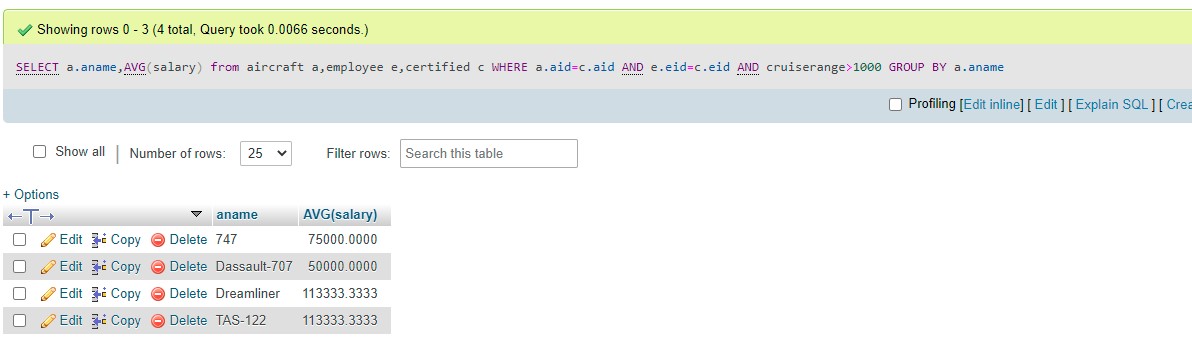 Showing rows 0 - 3 (4 total, Query took 0.0066 seconds.)
SELECT a.aname,AVG(salary) from aircraft a,employee e,certified c WHERE a.aid=c.aid AND e.eid=c.eid AND cruiserange>1000 GROUP BY a.aname
Profiling [Edit inline] [ Edit ] [ Explain SQL ] [ Crea
Show all | Number of rows: 25 Filter rows: Search this table
+ Options
aname AVG(salary)
Edit Copy Delete 747 75000.0000
Edit Copy Delete Dassault-707 50000.0000
Edit Copy Delete Dreamliner 113333.3333
Edit Copy Delete TAS-122 113333.3333